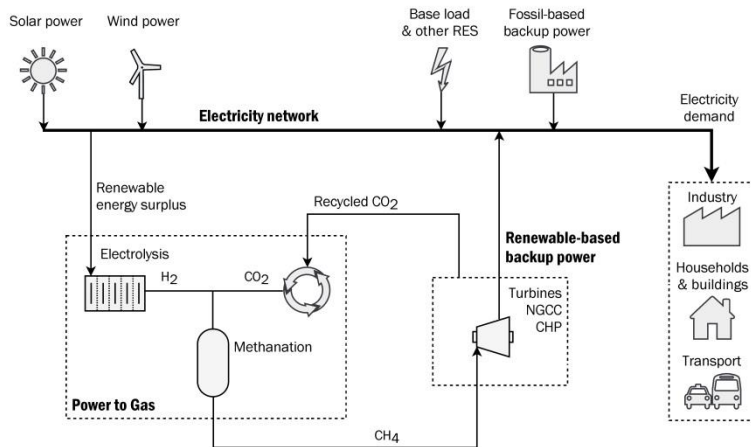 Solar power
Wind power
Base load
& other RES
Fossil-based
backup power
Electricity network
Electricity
demand
Renewable
energy surplus
Recycled CO2
Renewable-based
backup power
Industry
Electrolysis
H2
CO2
Turbines
NGCC
CHP
Households
& buildings
Methanation
Transport
Power to Gas
CH4